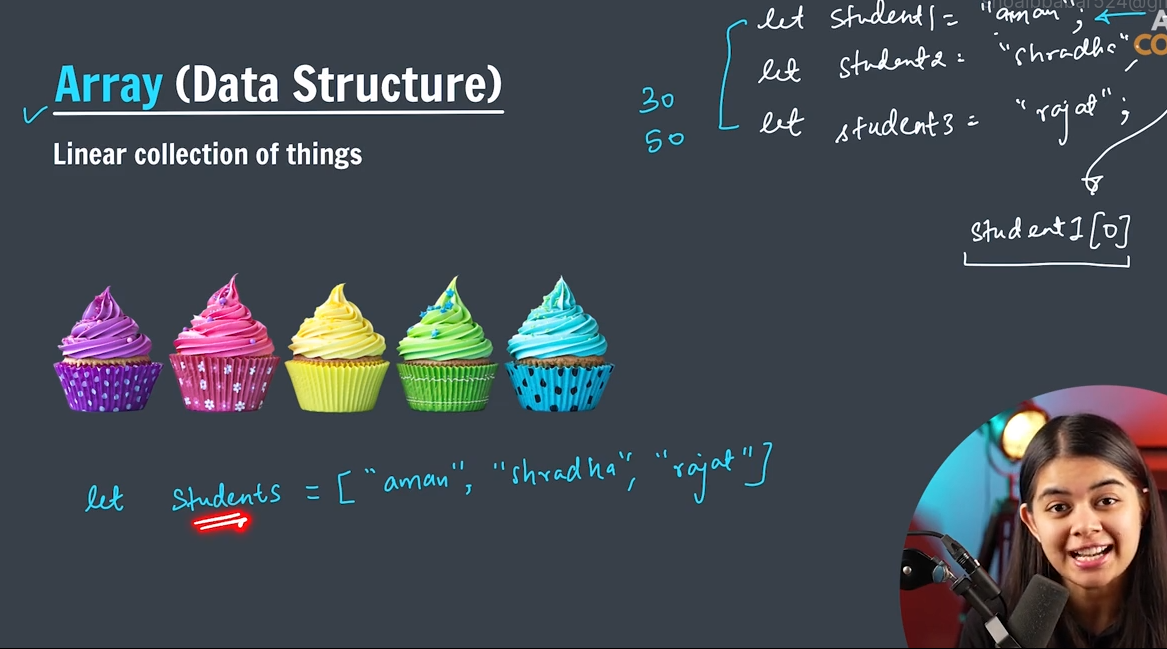 Array (Data Structure)
Linear collection of things
let student1 = "aman";
let student2 = "shradha",
let student3 = "rajat";
30
50
student1[0]
let students = ["aman", "shradha", "rajat"]
A
CO